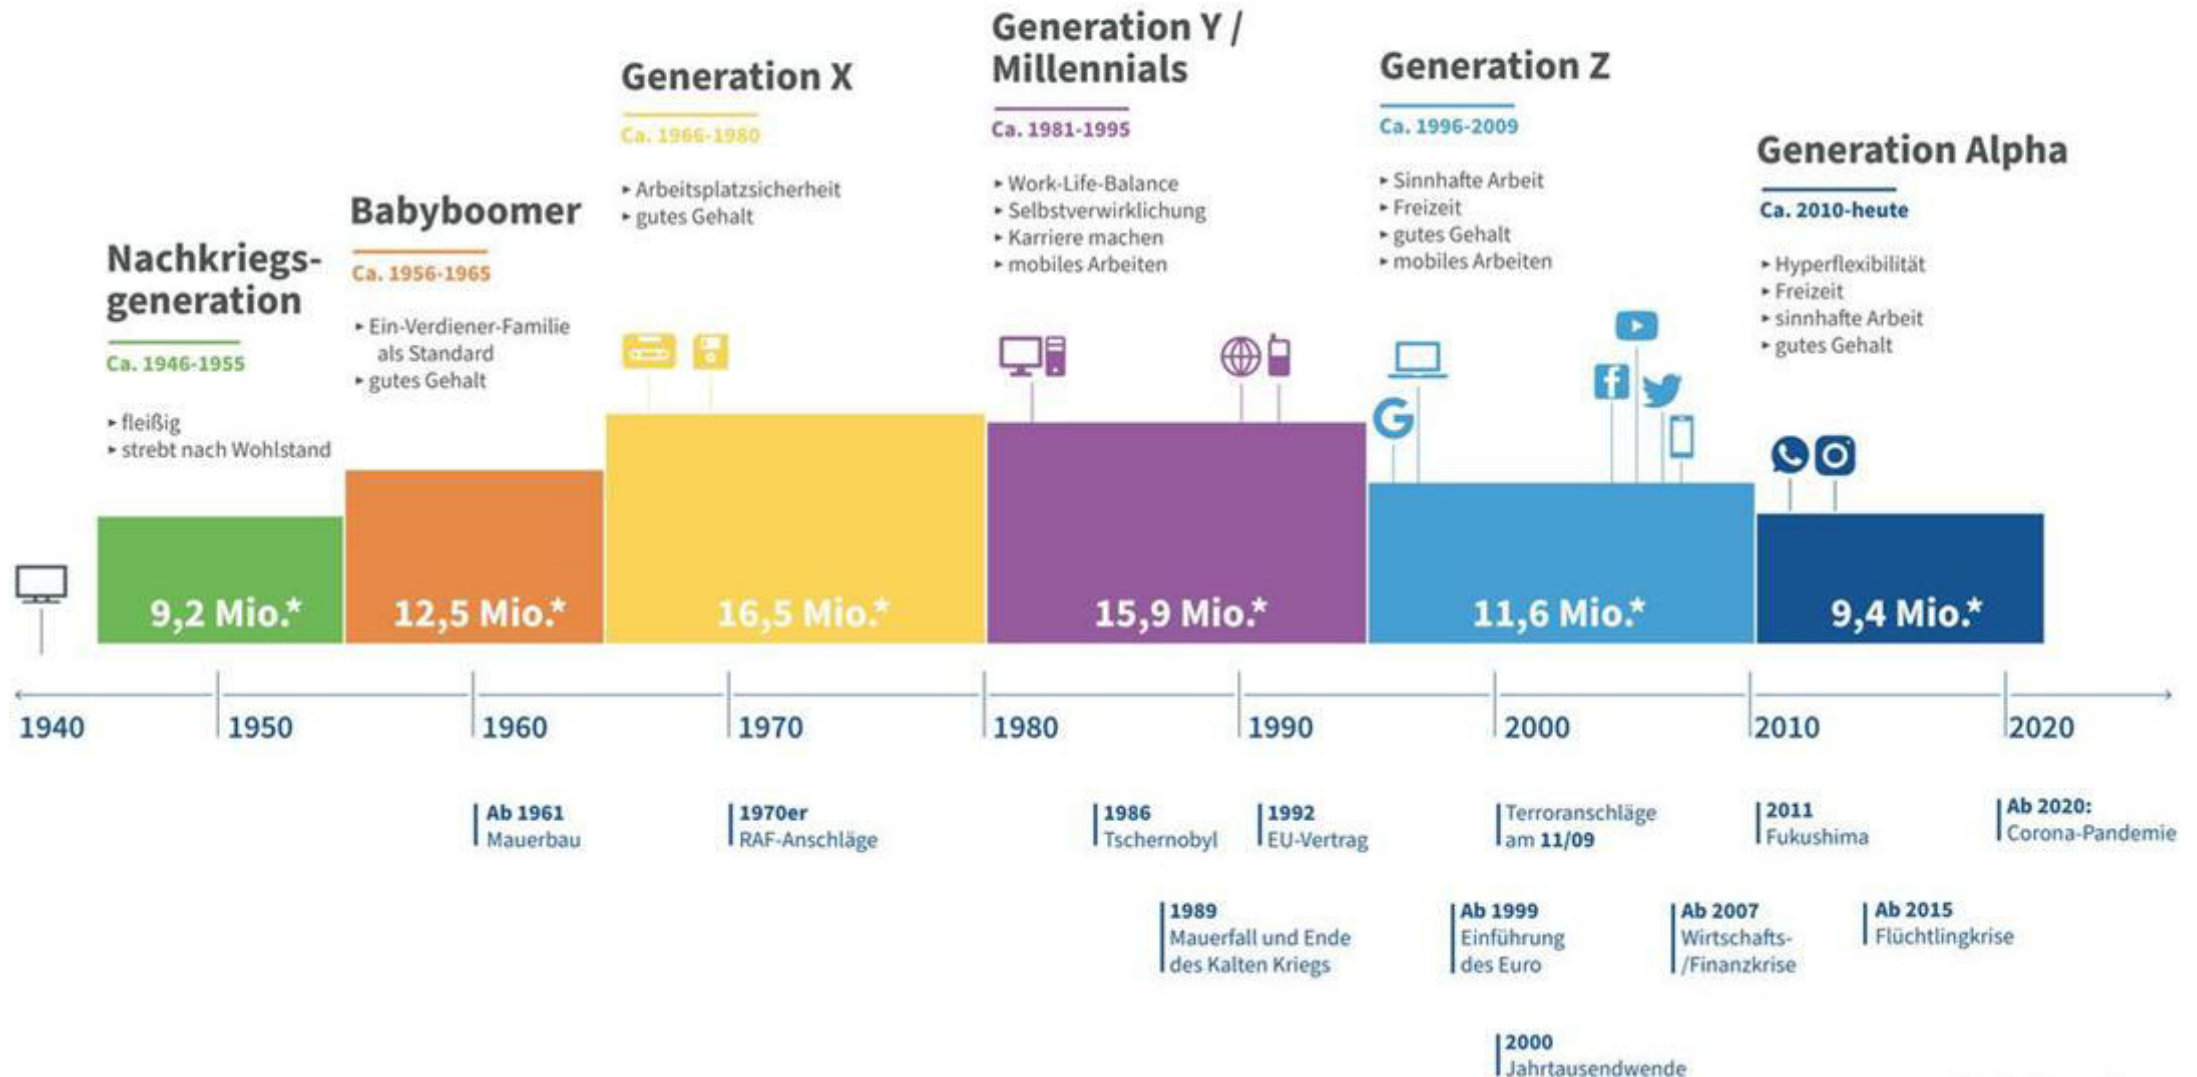 Nachkriegs-
generation
Ca. 1946-1955
▸ fleißig
▸ strebt nach Wohlstand
9,2 Mio.*
Babyboomer
Ca. 1956-1965
▸ Ein-Verdiener-Familie
als Standard
▸ gutes Gehalt
12,5 Mio.*
Generation X
Ca. 1966-1980
▸ Arbeitsplatzsicherheit
▸ gutes Gehalt
16,5 Mio.*
Generation Y /
Millennials
Ca. 1981-1995
▸ Work-Life-Balance
▸ Selbstverwirklichung
▸ Karriere machen
▸ mobiles Arbeiten
15,9 Mio.*
Generation Z
Ca. 1996-2009
▸ Sinnhafte Arbeit
▸ Freizeit
▸ gutes Gehalt
▸ mobiles Arbeiten
11,6 Mio.*
Generation Alpha
Ca. 2010-heute
▸ Hyperflexibilität
▸ Freizeit
▸ sinnhafte Arbeit
▸ gutes Gehalt
9,4 Mio.*
1940
1950
1960
1970
1980
1990
2000
2010
2020
Ab 1961
Mauerbau
1970er
RAF-Anschläge
1986
Tschernobyl
1992
EU-Vertrag
Terroranschläge
am 11/09
2011
Fukushima
Ab 2020:
Corona-Pandemie
1989
Mauerfall und Ende
des Kalten Kriegs
Ab 1999
Einführung
des Euro
Ab 2007
Wirtschafts-
/Finanzkrise
Ab 2015
Flüchtlingkrise
2000
Jahrtausendwende